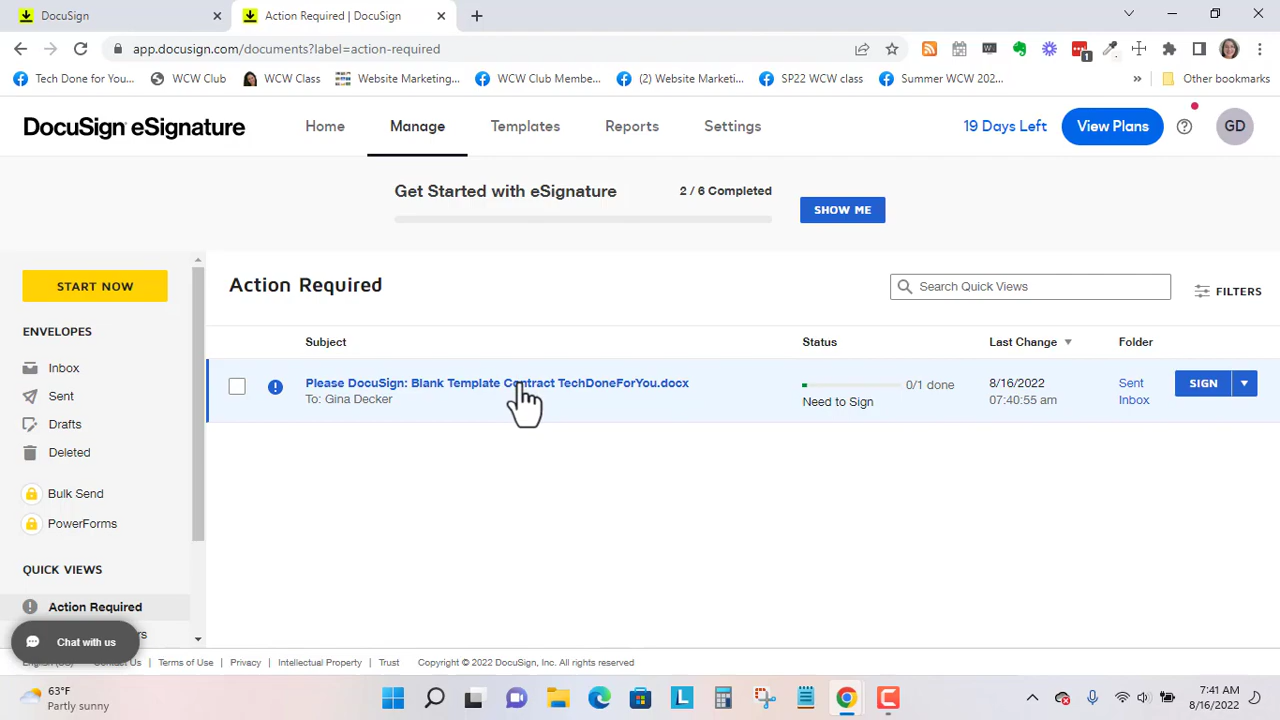 DocuSign
Action Required | DocuSign
app.docusign.com/documents?label=action-required
1
Tech Done for You...
WCW Club
WCW Class
Website Marketing...
WCW Club Membe...
(2) Website Marketi...
SP22 WCW class
Summer WCW 202...
»
Other bookmarks
DocuSign eSignature
Home
Manage
Templates
Reports
Settings
19 Days Left
View Plans
GD
Get Started with eSignature
2 / 6 Completed
SHOW ME
START NOW
ENVELOPES
Inbox
Sent
Drafts
Deleted
Bulk Send
PowerForms
QUICK VIEWS
Action Required
Chat with us
Action Required
Search Quick Views
FILTERS
Subject
Status
Last Change
Folder
Please DocuSign: Blank Template Contract TechDoneForYou.docx
To: Gina Decker
0/1 done
Need to Sign
8/16/2022
07:40:55 am
Sent
Inbox
SIGN
Terms of Use
Privacy
Intellectual Property
Trust
Copyright © 2022 DocuSign, Inc. All rights reserved
63°F
Partly sunny
7:41 AM
8/16/2022